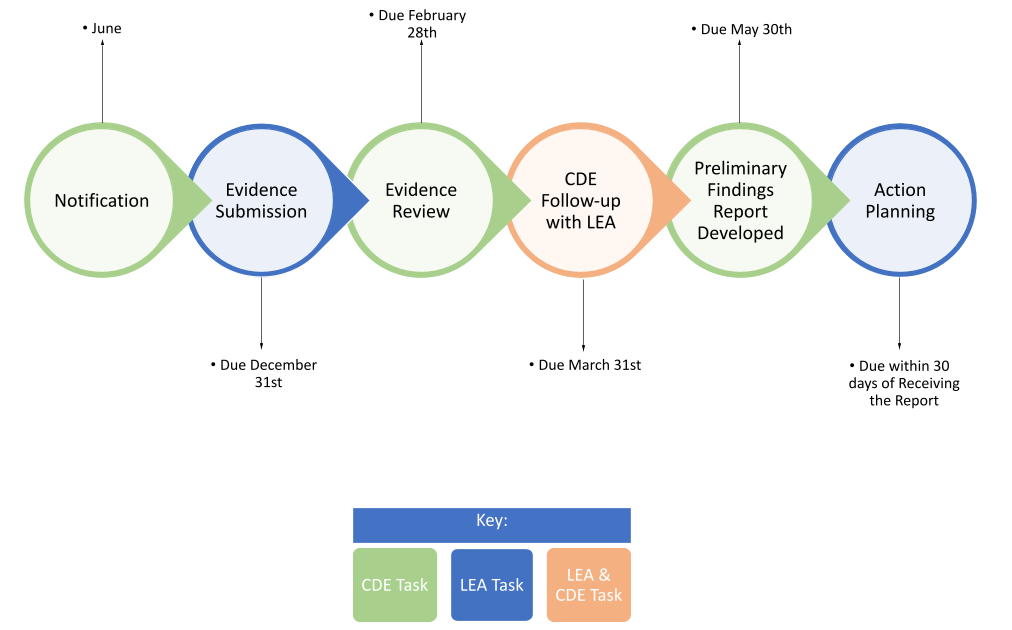 • June
• Due February
28th
• Due May 30th
Notification
Evidence
Submission
Evidence
Review
CDE
Follow-up
with LEA
Preliminary
Findings
Report
Developed
Action
Planning
• Due December
31st
• Due March 31st
• Due within 30
days of Receiving
the Report
Key:
CDE Task
LEA Task
LEA &
CDE Task